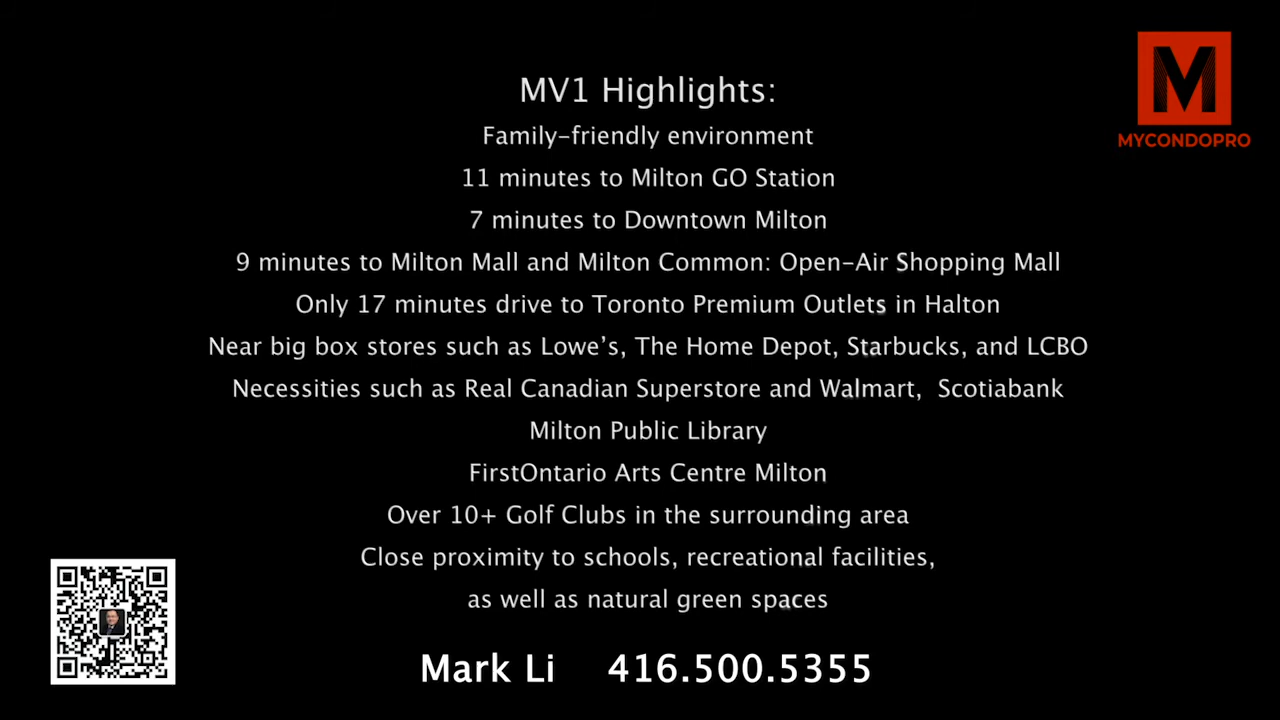 MV1 Highlights:
Family-friendly environment
11 minutes to Milton GO Station
7 minutes to Downtown Milton
9 minutes to Milton Mall and Milton Common: Open-Air Shopping Mall
Only 17 minutes drive to Toronto Premium Outlets in Halton
Near big box stores such as Lowe’s, The Home Depot, Starbucks, and LCBO
Necessities such as Real Canadian Superstore and Walmart,  Scotiabank
Milton Public Library
FirstOntario Arts Centre Milton
Over 10+ Golf Clubs in the surrounding area
Close proximity to schools, recreational facilities,
as well as natural green spaces
Mark Li 416.500.5355
M
MYCONDOPRO